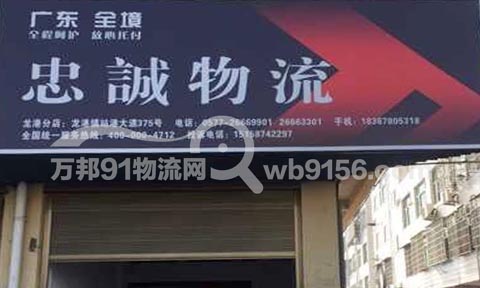 广东 全境
全程呵护 放心托付
忠誠物流
龙港分店：龙港镇站港大道375号 电话：0577-26669901 26663301 手机：18367805318
全国统一服务热线：400-000-4712 投诉电话：15158742297
万邦91物流网 wb9156.com